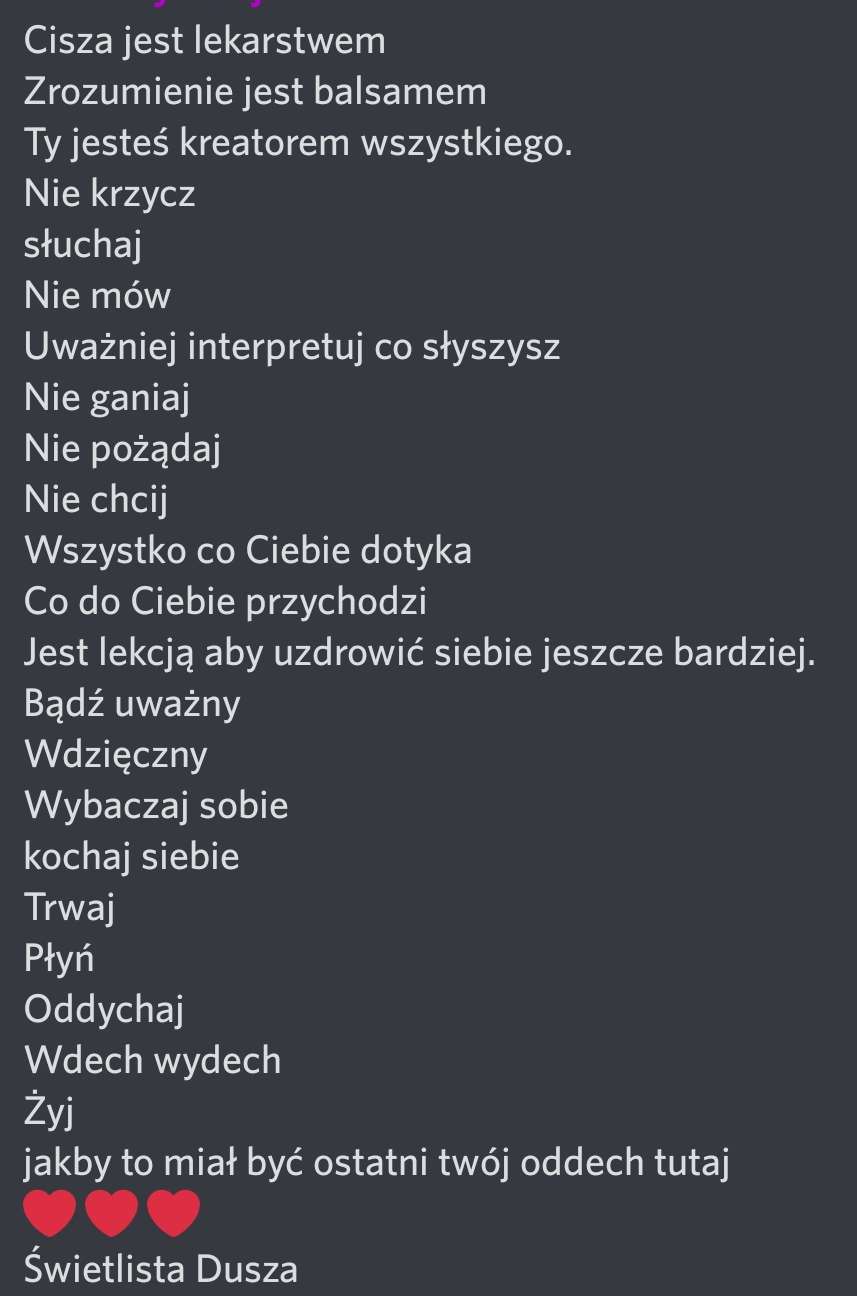 Cisza jest lekarstwem
Zrozumienie jest balsamem
Ty jesteś kreatorem wszystkiego.
Nie krzycz
słuchaj
Nie mów
Uważniej interpretuj co słyszysz
Nie ganiaj
Nie pożądaj
Nie chcij
Wszystko co Ciebie dotyka
Co do Ciebie przychodzi
Jest lekcją aby uzdrowić siebie jeszcze bardziej.
Bądź uważny
Wdzięczny
Wybaczaj sobie
kochaj siebie
Trwaj
Płyń
Oddychaj
Wdech wydech
Żyj
jakby to miał być ostatni twój oddech tutaj
❤️❤️❤️
Świetlista Dusza